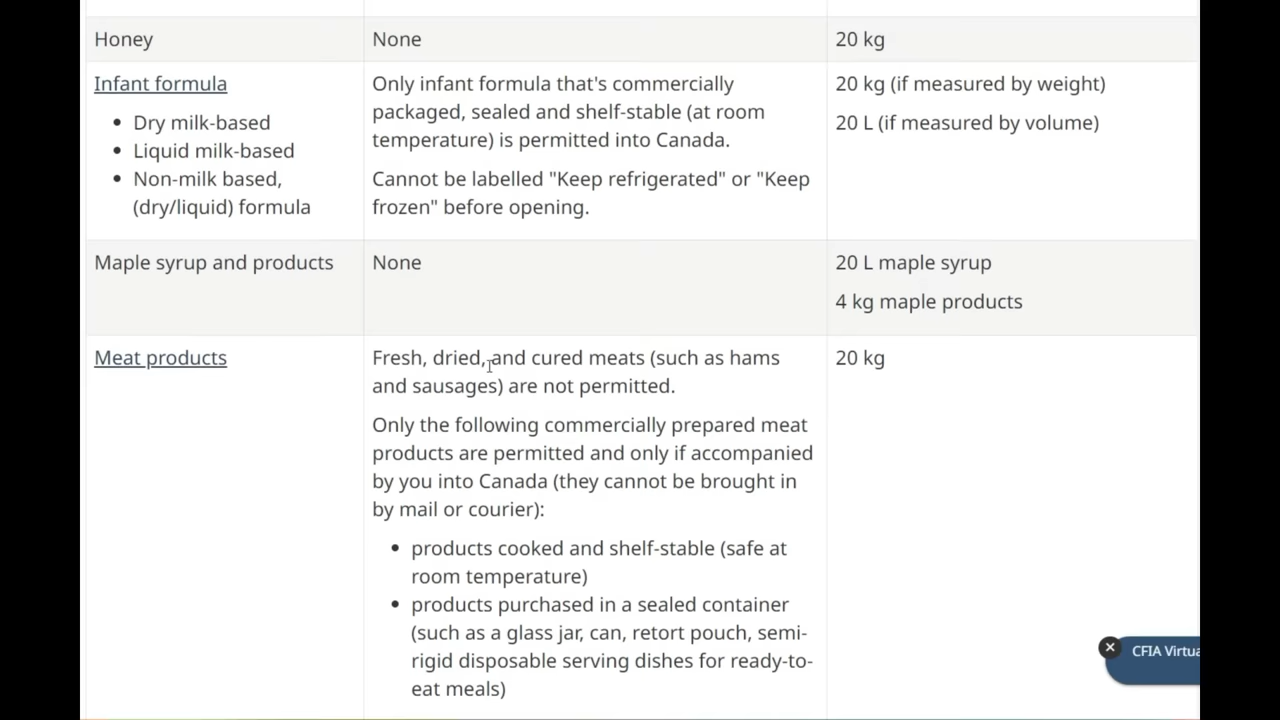 Honey
None
20 kg
Infant formula
• Dry milk-based
• Liquid milk-based
• Non-milk based,
(dry/liquid) formula
Only infant formula that's commercially
packaged, sealed and shelf-stable (at room
temperature) is permitted into Canada.
Cannot be labelled "Keep refrigerated" or "Keep
frozen" before opening.
20 kg (if measured by weight)
20 L (if measured by volume)
Maple syrup and products
None
20 L maple syrup
4 kg maple products
Meat products
Fresh, dried, and cured meats (such as hams
and sausages) are not permitted.
Only the following commercially prepared meat
products are permitted and only if accompanied
by you into Canada (they cannot be brought in
by mail or courier):
• products cooked and shelf-stable (safe at
room temperature)
• products purchased in a sealed container
(such as a glass jar, can, retort pouch, semi-
rigid disposable serving dishes for ready-to-
eat meals)
20 kg
CFIA Virtua